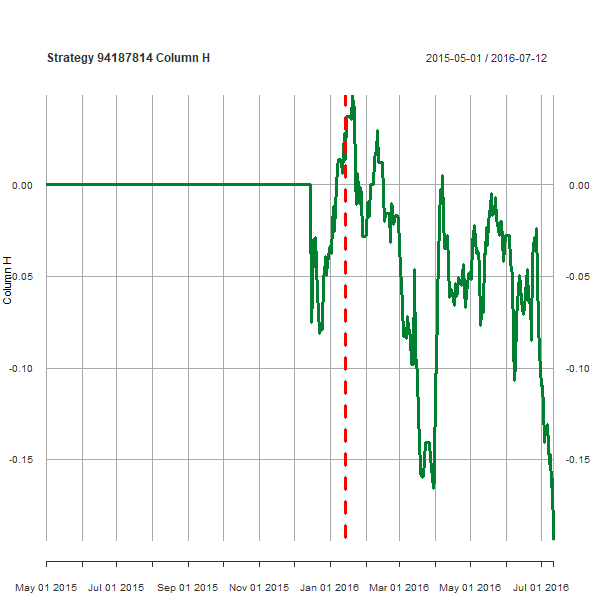 Strategy 94187814 Column H
2015-05-01 / 2016-07-12
Column H
0.00
0.00
-0.05
-0.05
-0.10
-0.10
-0.15
-0.15
May 01 2015
Jul 01 2015
Sep 01 2015
Nov 01 2015
Jan 01 2016
Mar 01 2016
May 01 2016
Jul 01 2016